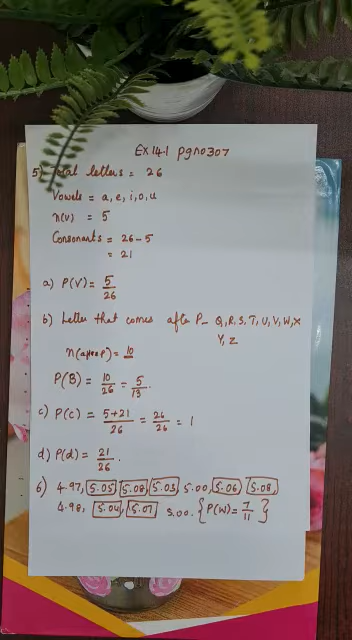 Ex 14.1 pgno 307
5) Total letters = 26
Vowels = a, e, i, o, u
n(v) = 5
Consonants = 26 - 5
= 21
a) P(V) = 5/26
b) Letter that comes after P - Q, R, S, T, U, V, W, X
Y, Z
n(after P) = 10
P(B) = 10/26 = 5/13.
c) P(c) = 5+21/26 = 26/26 = 1
d) P(d) = 21/26.
6) 4.97, 5.05, 5.08, 5.03, 5.00, 5.06, 5.08,
4.98, 5.04, 5.07 5.00. {P(W) = 7/11}